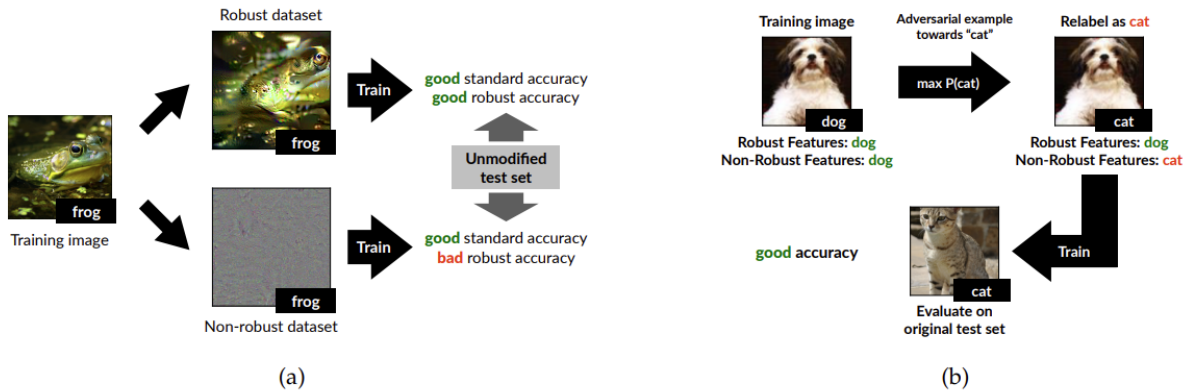 Robust dataset
frog
Train
good standard accuracy
good robust accuracy
Unmodified
test set
frog
Training image
good standard accuracy
bad robust accuracy
Train
frog
Non-robust dataset
(a)
Training image
dog
Robust Features: dog
Non-Robust Features: dog
Adversarial example
towards “cat”
max P(cat)
Relabel as cat
cat
Robust Features: dog
Non-Robust Features: cat
Train
good accuracy
cat
Evaluate on
original test set
(b)